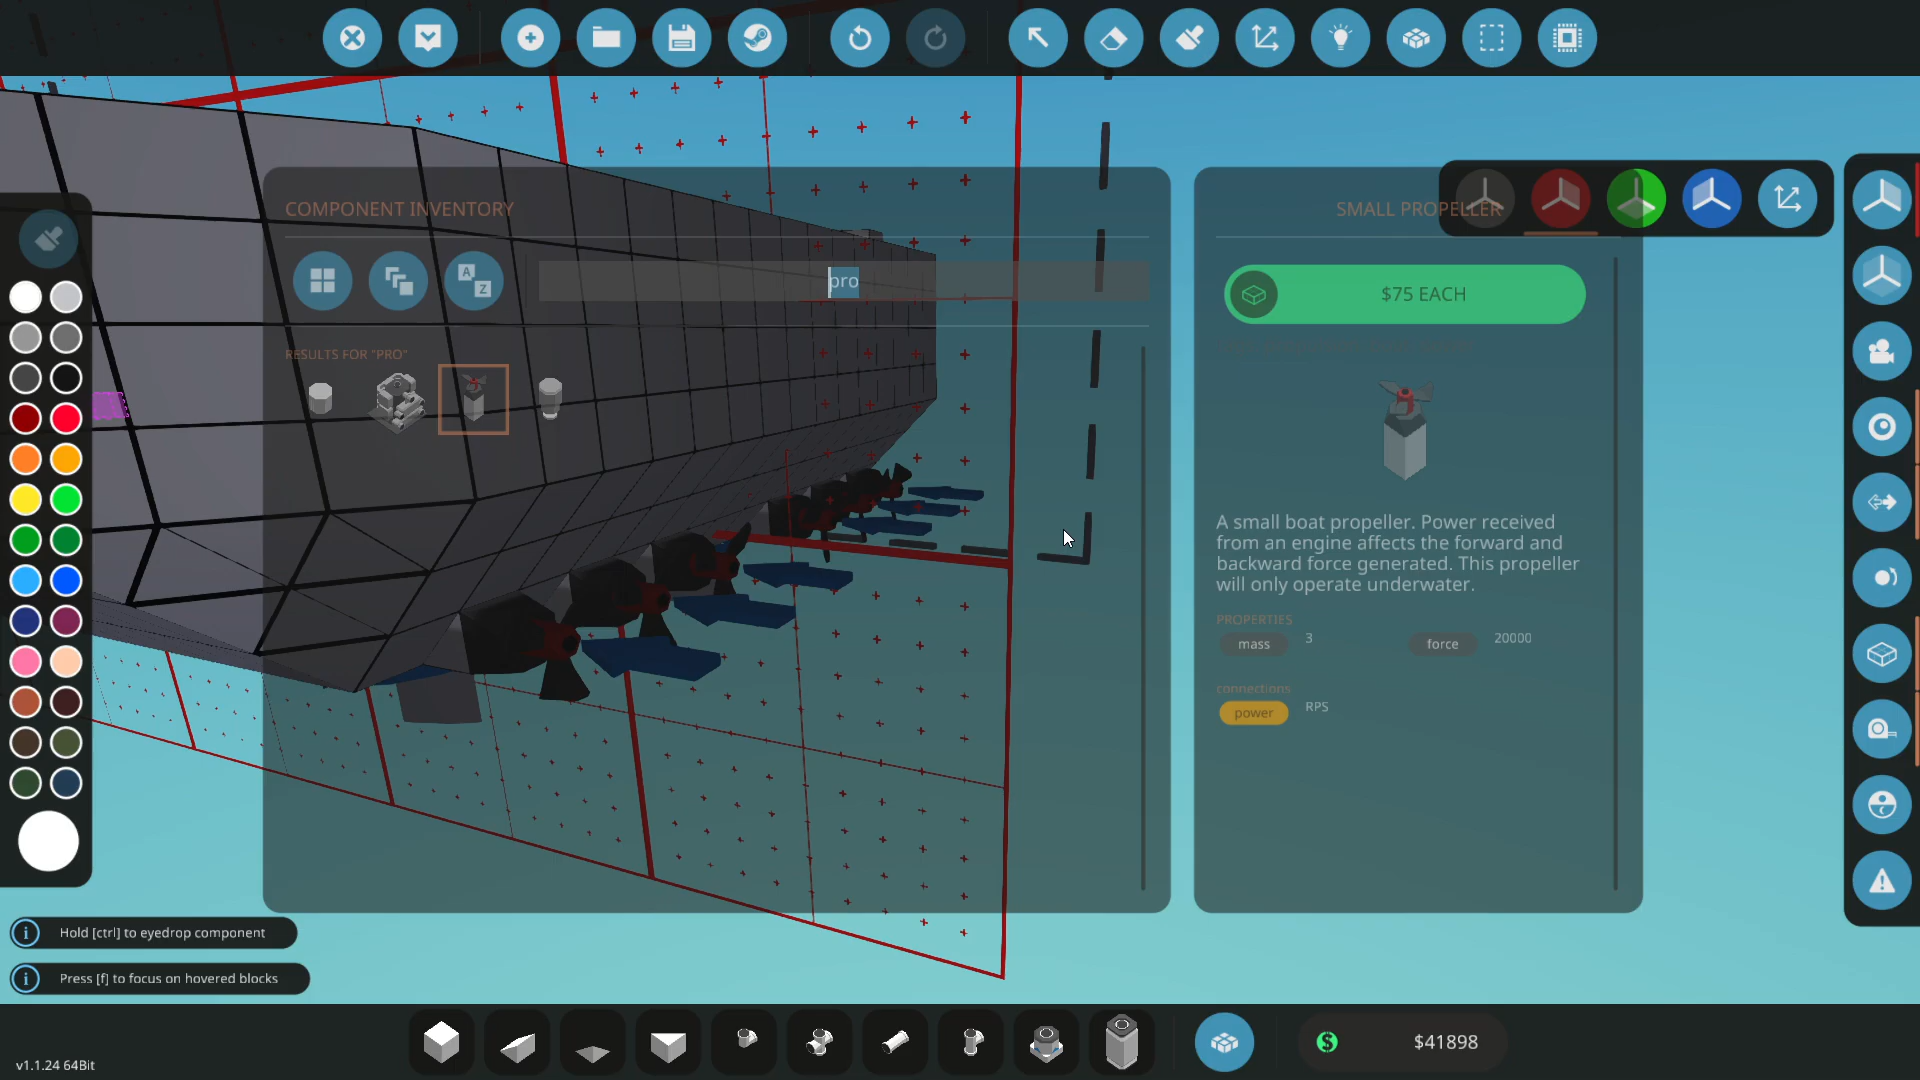 COMPONENT INVENTORY
A
Z
pro
RESULTS FOR "PRO"
SMALL PROPELLER
$75 EACH
A small boat propeller. Power received
from an engine affects the forward and
backward force generated. This propeller
will only operate underwater.
PROPERTIES
mass 3 force 20000
connections
power RPS
Hold [ctrl] to eyedrop component
Press [f] to focus on hovered blocks
v1.1.24 64Bit
$41898